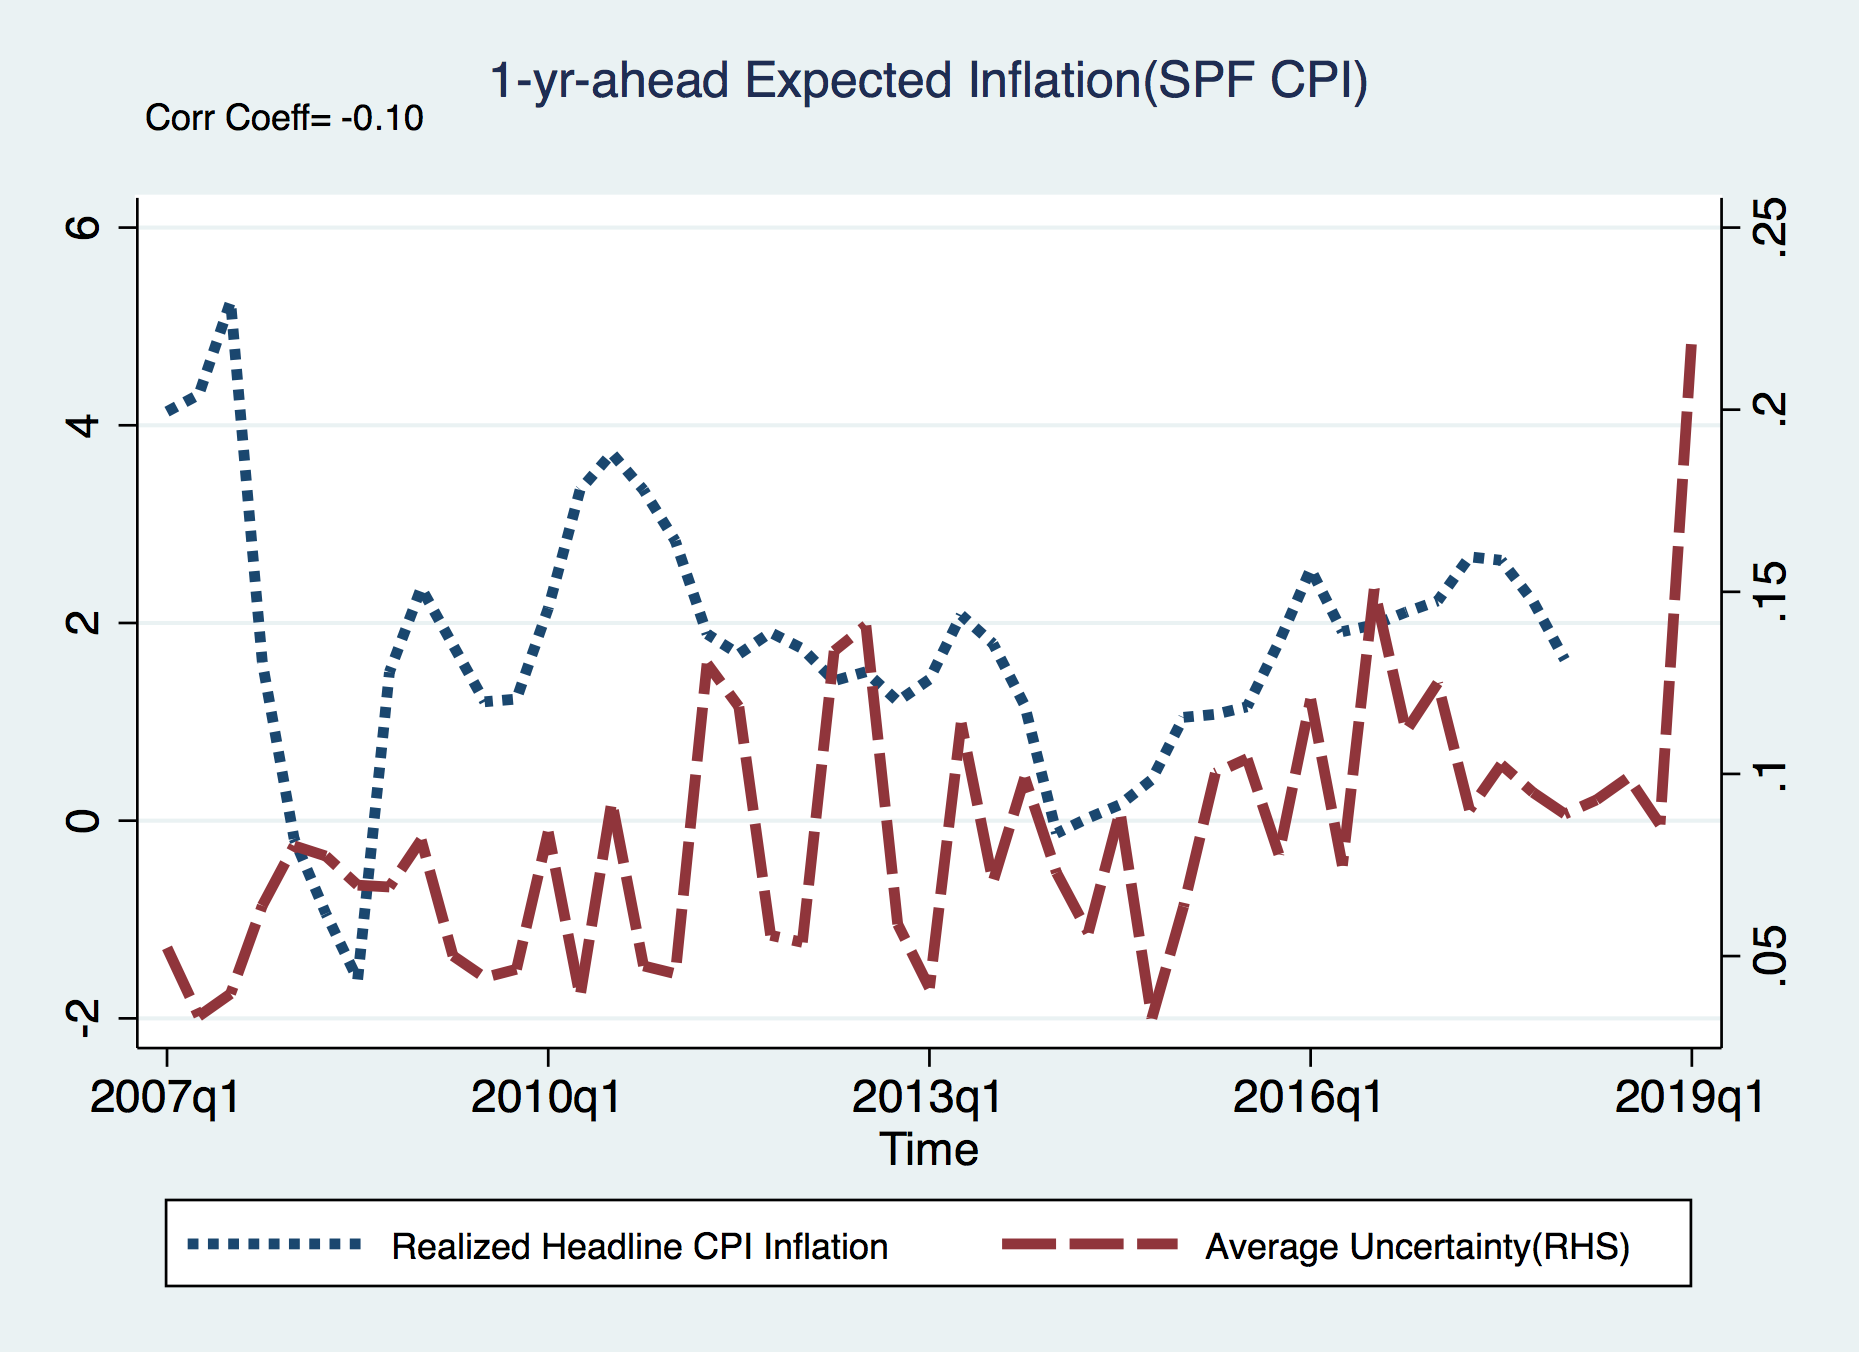 1-yr-ahead Expected Inflation(SPF CPI)
Corr Coeff= -0.10
6
4
2
0
-2
.25
.2
.15
.1
.05
2007q1 2010q1 2013q1 2016q1 2019q1
Time
Realized Headline CPI Inflation Average Uncertainty(RHS)